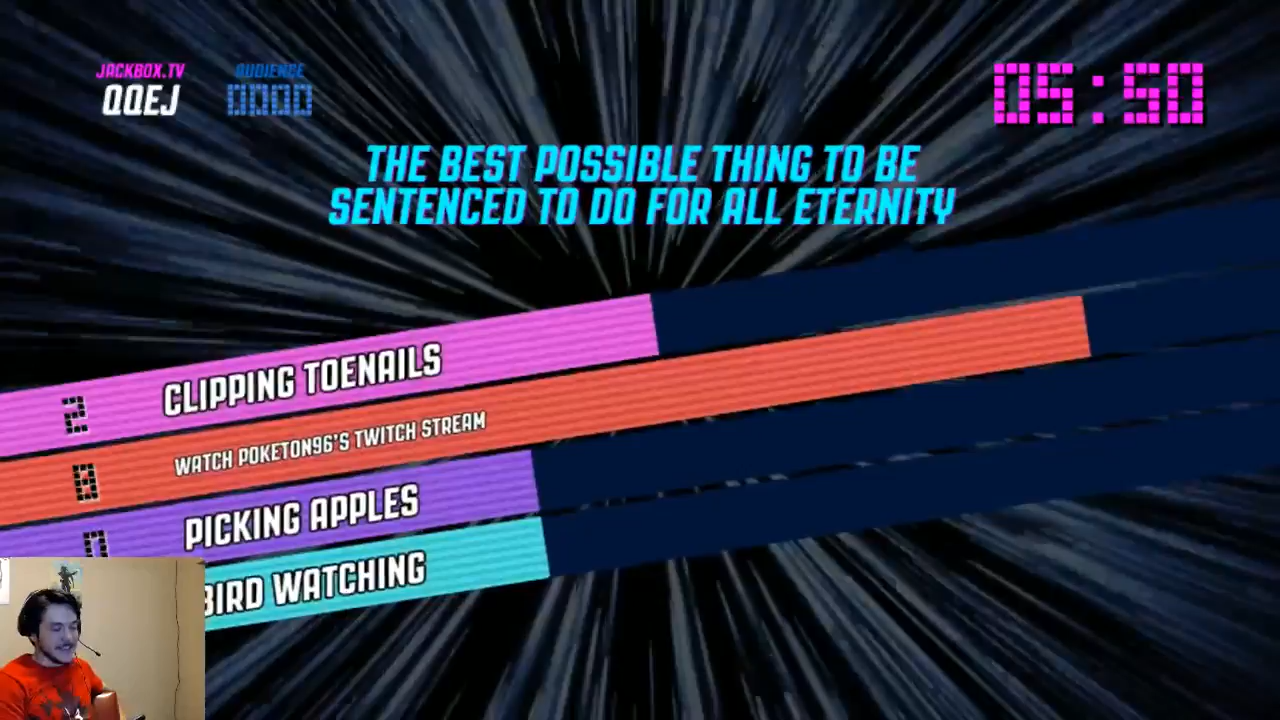 JACKBOX.TV
QQEJ
AUDIENCE
0000
05:50
THE BEST POSSIBLE THING TO BE
SENTENCED TO DO FOR ALL ETERNITY
2 CLIPPING TOENAILS
8 WATCH POKETON96'S TWITCH STREAM
0 PICKING APPLES
BIRD WATCHING